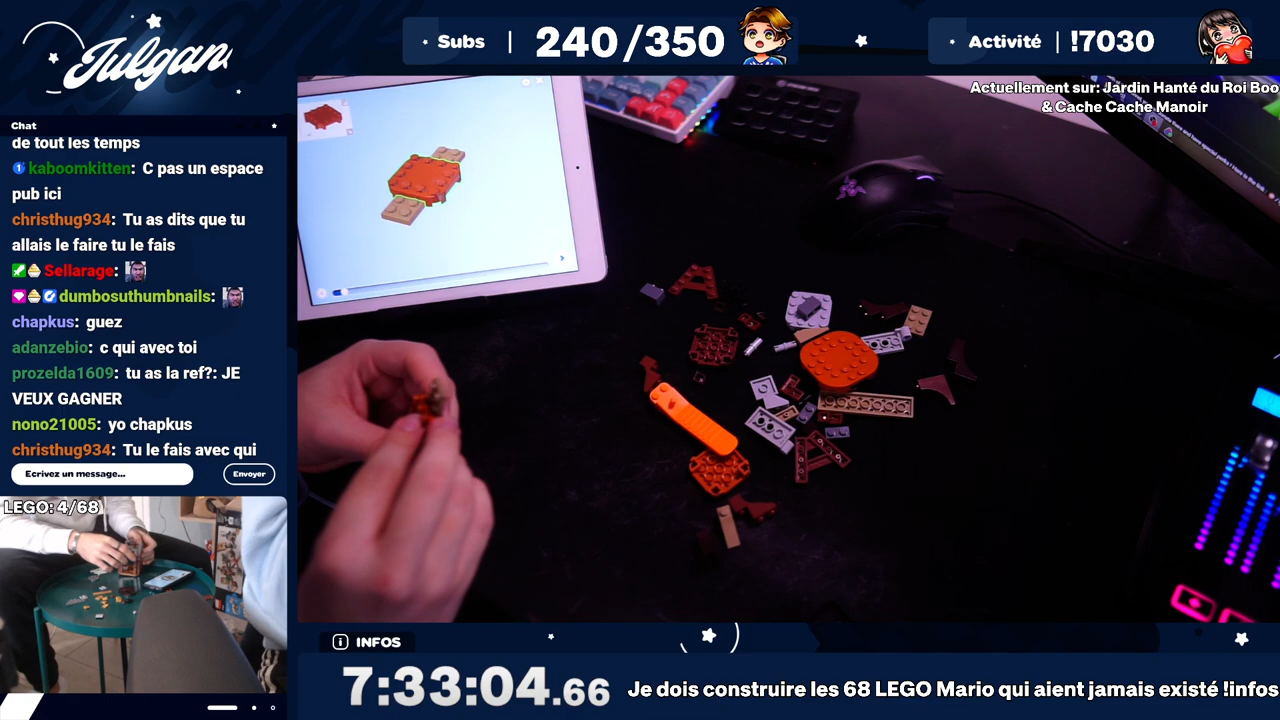 Julgan
Subs | 240/350
Activité | !7030
Actuellement sur: Jardin Hanté du Roi Boo
& Cache Cache Manoir
Chat
de tout les temps
kaboomkitten: C pas un espace
pub ici
christhug934: Tu as dits que tu
allais le faire tu le fais
Sellarage:
dumbosuthumbnails:
chapkus: guez
adanzebio: c qui avec toi
prozelda1609: tu as la ref?: JE
VEUX GAGNER
nono21005: yo chapkus
christhug934: Tu le fais avec qui
Ecrivez un message...
Envoyer
LEGO: 4/68
INFOS
7:33:04.66
Je dois construire les 68 LEGO Mario qui aient jamais existé !infos